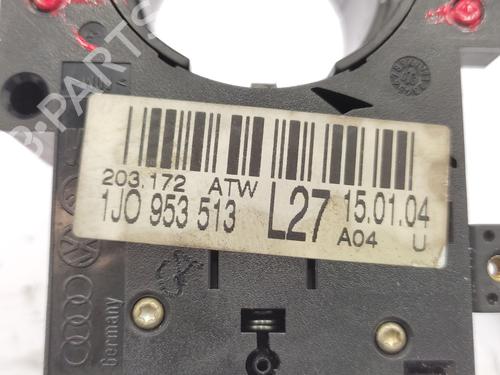 203.172 ATW
1J0 953 513
L27
15.01.04
A04 U
Germany